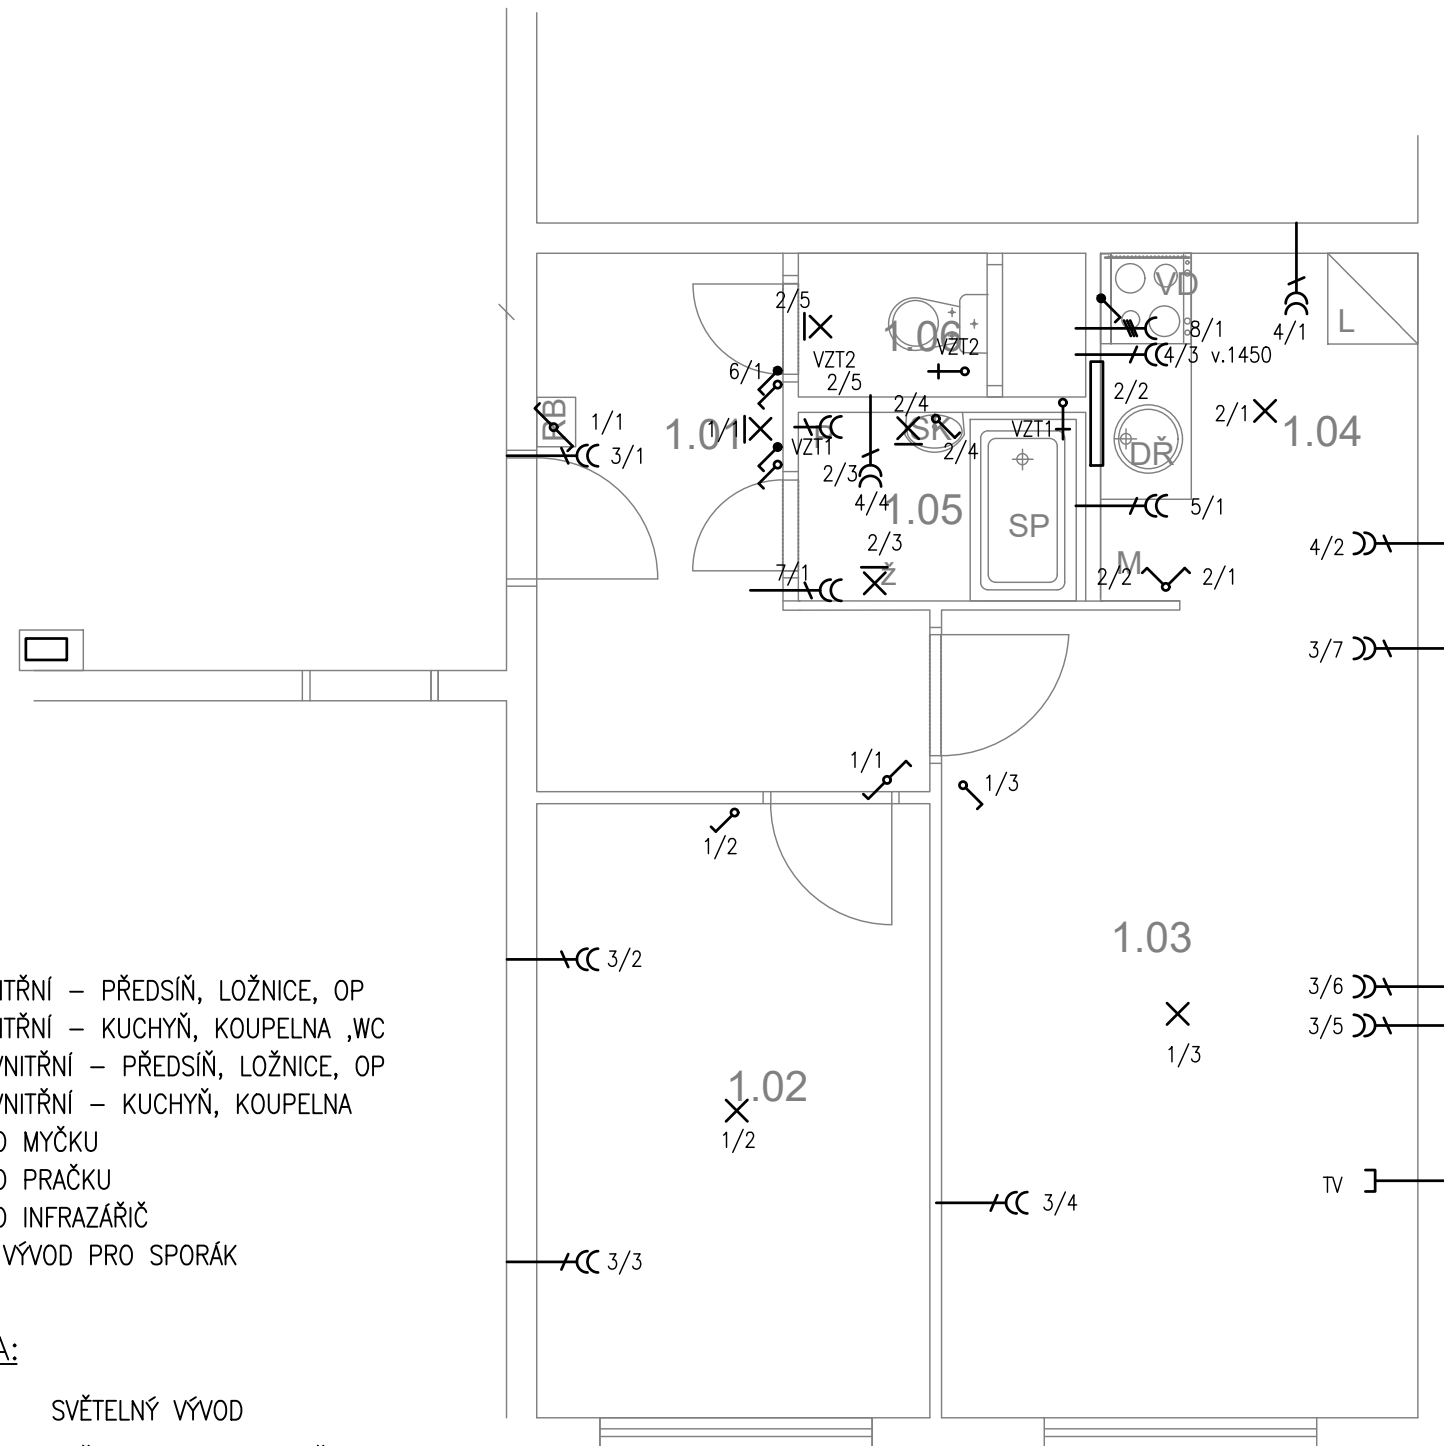 VD
8/1
4/1
L
2/5
1.06
VZT2
VZT2
4/3 v.1450
6/1
2/5
2/2
RB
1/1
2/4
2/1
1.04
1.01
1/1
SK
VZT1
VZT1
2/4
DŘ
3/1
2/3
4/4
1.05
SP
5/1
2/3
4/2
7/1
Ž
M
2/2
2/1
3/7
1/1
1/3
1/2
1.03
3/2
3/6
3/5
1/3
1.02
1/2
TV
3/4
3/3
– PŘEDSÍŇ, LOŽNICE, OP
– KUCHYŇ, KOUPELNA ,WC
VNITŘNÍ – PŘEDSÍŇ, LOŽNICE, OP
VNITŘNÍ – KUCHYŇ, KOUPELNA
MYČKU
PRAČKU
INFRAZÁŘIČ
VÝVOD PRO SPORÁK
A:
SVĚTELNÝ VÝVOD